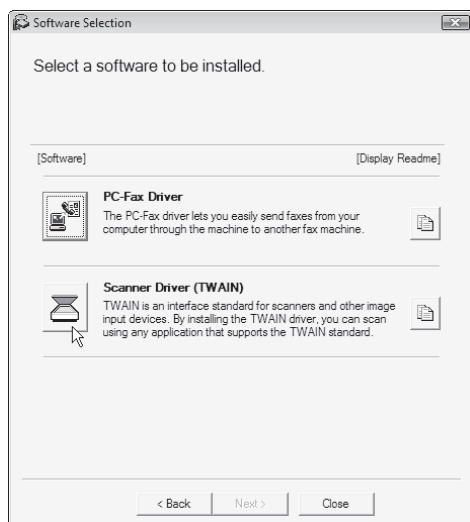 Software Selection
Select a software to be installed.
[Software] [Display Readme]
PC-Fax Driver
The PC-Fax driver lets you easily send faxes from your
computer through the machine to another fax machine.
Scanner Driver (TWAIN)
TWAIN is an interface standard for scanners and other image
input devices. By installing the TWAIN driver, you can scan
using any application that supports the TWAIN standard.
< Back Next > Close